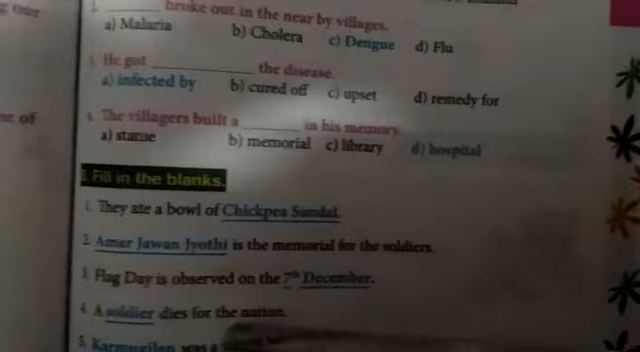 broke out in the near by villages.
a) Malaria b) Cholera c) Dengue d) Flu
3. He got ________ the disease.
a) infected by b) cured off c) upset d) remedy for
4. The villagers built a ________ in his memory.
a) statue b) memorial c) library d) hospital
B. Fill in the blanks.
1. They ate a bowl of Chickpea Sundal.
2. Amar Jawan Jyothi is the memorial for the soldiers.
3. Flag Day is observed on the 7th December.
4. A soldier dies for the nation.
5. Karmugilan was a